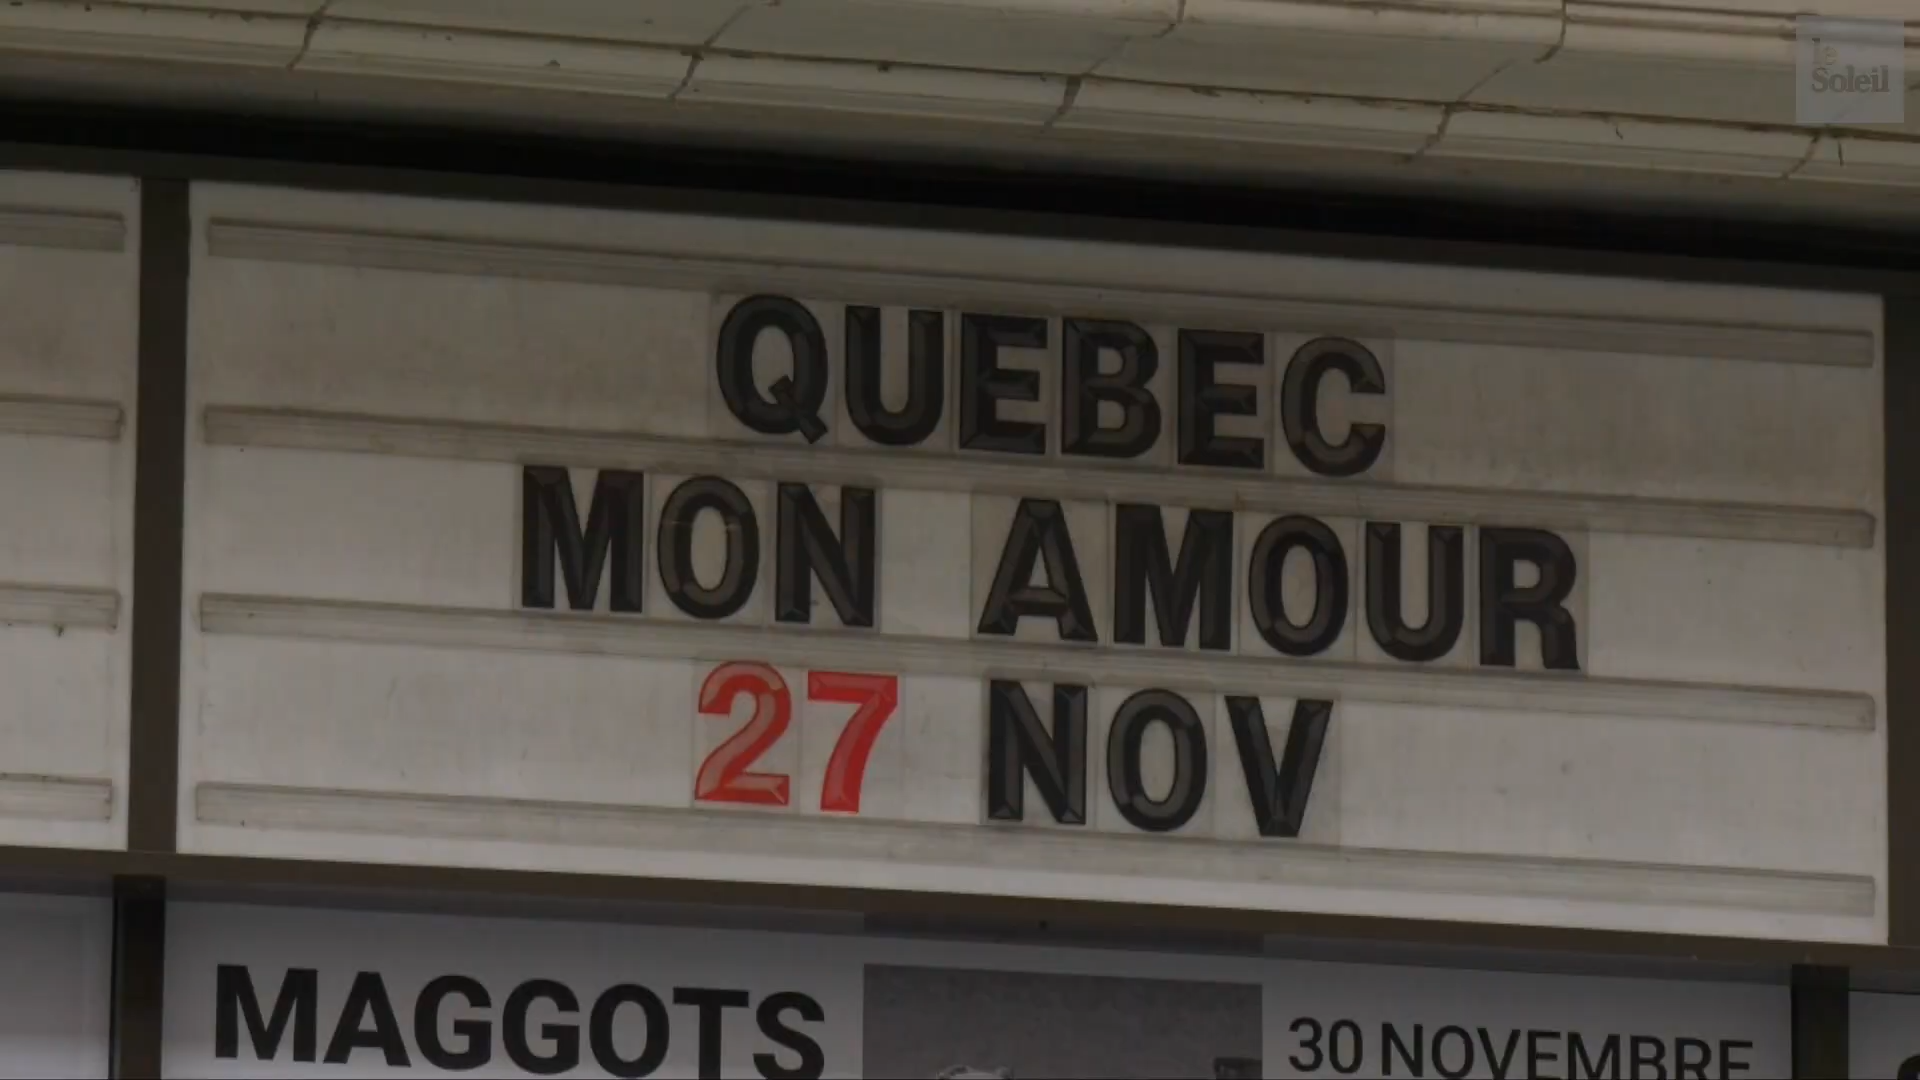 le
Soleil
QUEBEC
MON AMOUR
27 NOV
MAGGOTS
30 NOVEMBRE